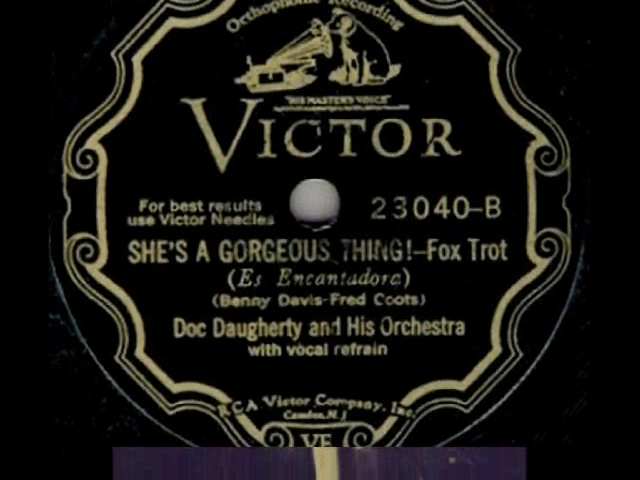 Orthophonic Recording
"HIS MASTER'S VOICE"
VICTOR
For best results
use Victor Needles
23040-B
SHE'S A GORGEOUS THING!—Fox Trot
(Es Encantadora)
(Benny Davis-Fred Coots)
Doc Daugherty and His Orchestra
with vocal refrain
RCA Victor Company, Inc.
Camden, N.J.
VE